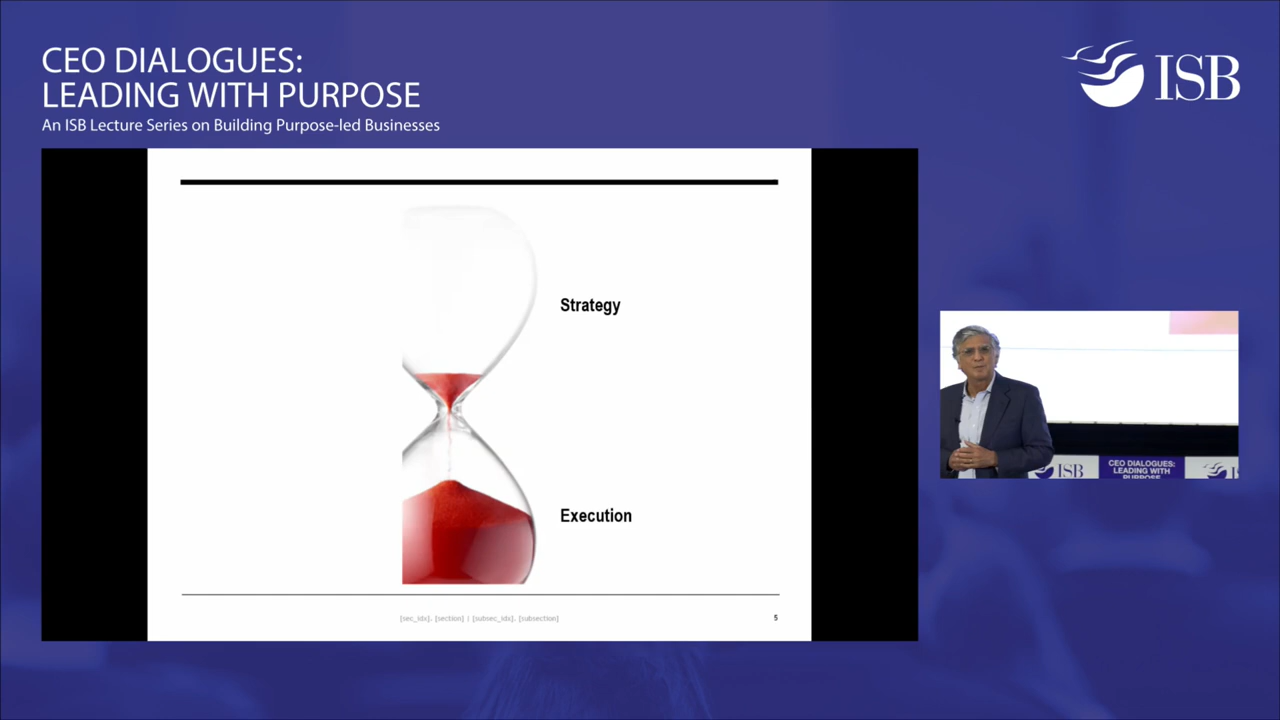 CEO DIALOGUES:
LEADING WITH PURPOSE
An ISB Lecture Series on Building Purpose-led Businesses
ISB
Strategy
Execution
[sec_idx]. [section] | [subsec_idx]. [subsection]
5
ISB
CEO DIALOGUES:
LEADING WITH
PURPOSE